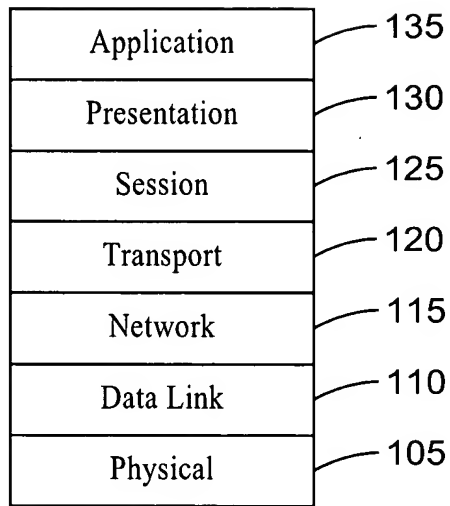 Application 135
Presentation 130
Session 125
Transport 120
Network 115
Data Link 110
Physical 105